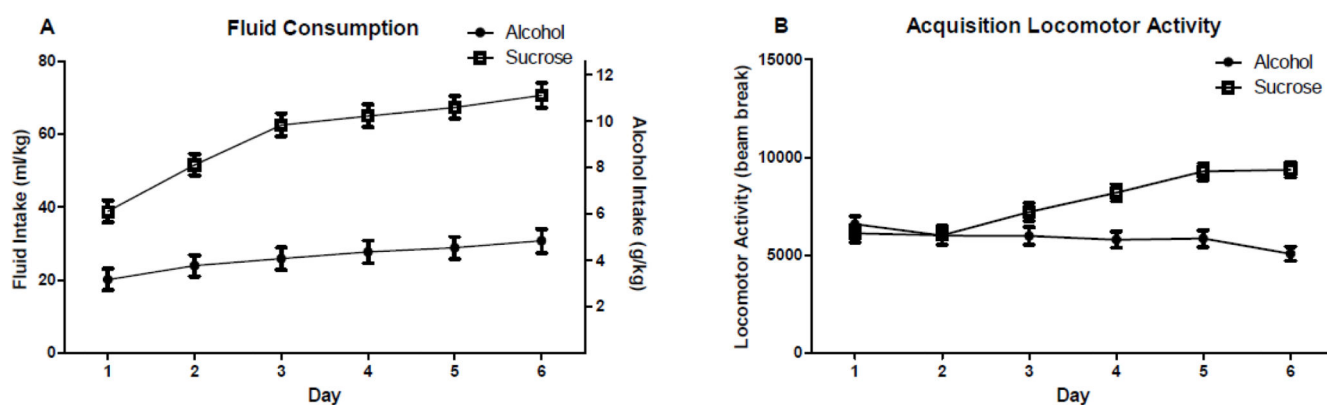 A
Fluid Consumption
Alcohol
Sucrose
Fluid Intake (ml/kg)
80
60
40
20
0
12
10
8
6
4
2
Alcohol Intake (g/kg)
1 2 3 4 5 6
Day
B
Acquisition Locomotor Activity
Alcohol
Sucrose
Locomotor Activity (beam break)
15000
10000
5000
0
1 2 3 4 5 6
Day